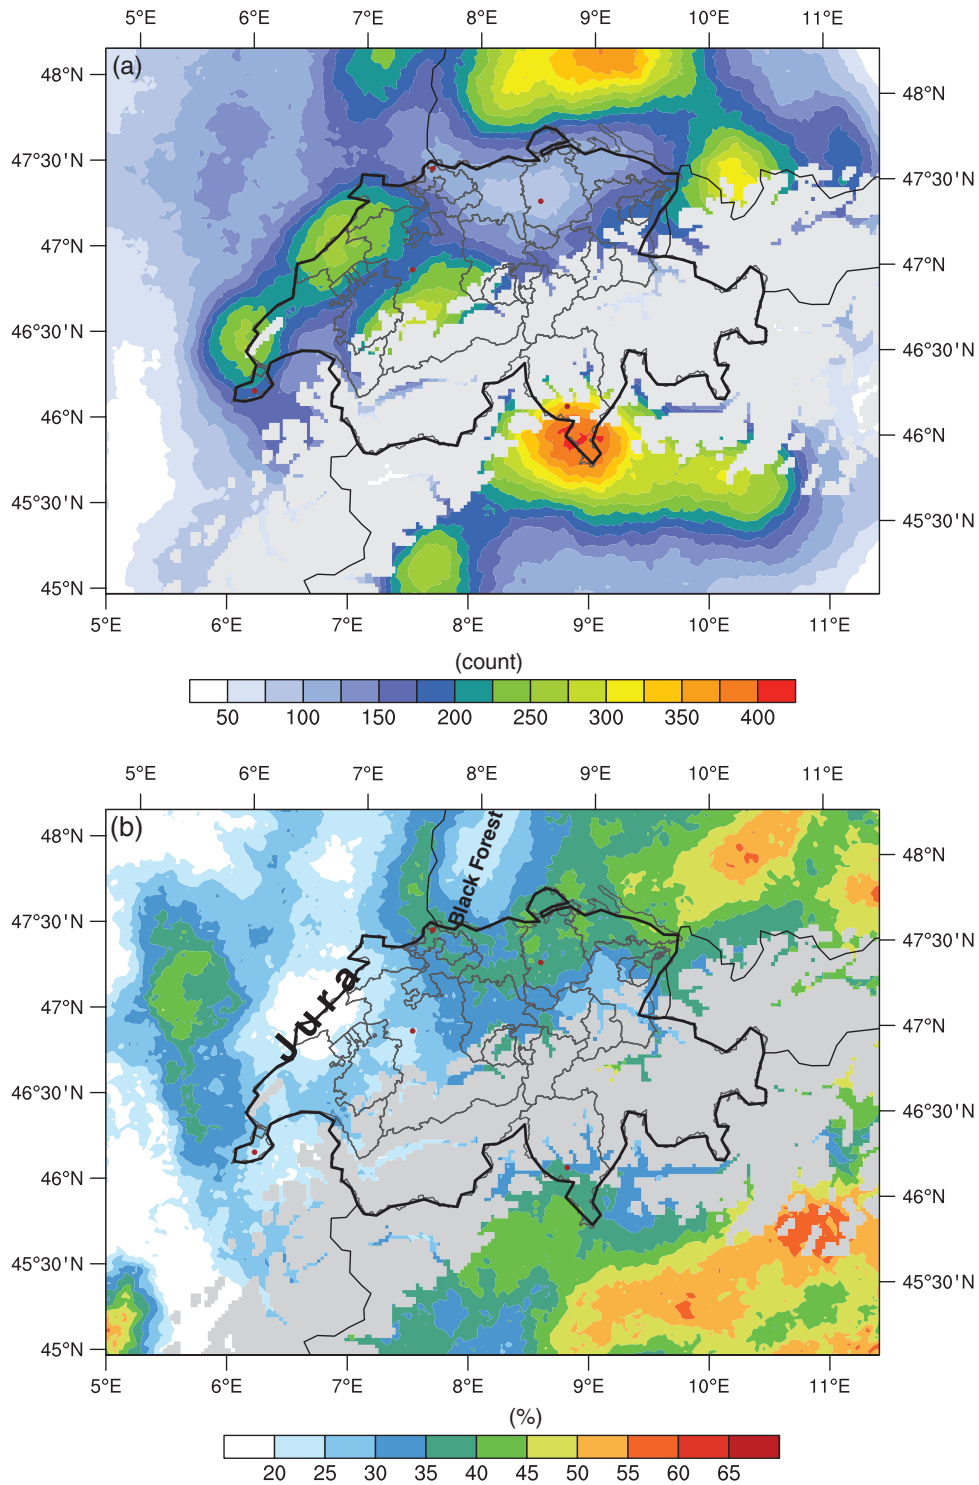 5°E 6°E 7°E 8°E 9°E 10°E 11°E
(a)
48°N 48°N
47°30'N 47°30'N
47°N 47°N
46°30'N 46°30'N
46°N 46°N
45°30'N 45°30'N
45°N
5°E 6°E 7°E 8°E 9°E 10°E 11°E
(count)
50 100 150 200 250 300 350 400
5°E 6°E 7°E 8°E 9°E 10°E 11°E
(b)
Black Forest
48°N 48°N
47°30'N 47°30'N
Jura
47°N 47°N
46°30'N 46°30'N
46°N 46°N
45°30'N 45°30'N
45°N
5°E 6°E 7°E 8°E 9°E 10°E 11°E
(%)
20 25 30 35 40 45 50 55 60 65